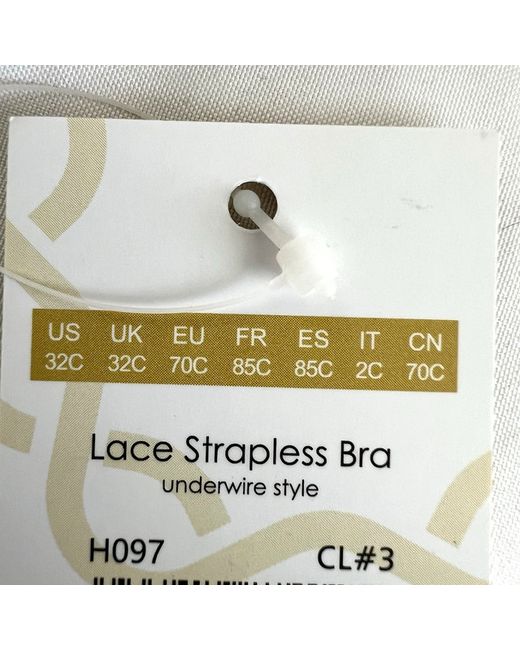 US UK EU FR ES IT CN
32C 32C 70C 85C 85C 2C 70C
Lace Strapless Bra
underwire style
H097 CL#3